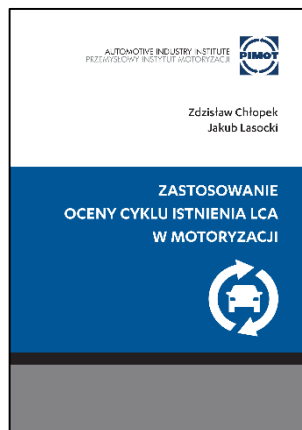 AUTOMOTIVE INDUSTRY INSTITUTE
PRZEMYSŁOWY INSTYTUT MOTORYZACJI
PIMOT
Zdzisław Chłopek
Jakub Lasocki
ZASTOSOWANIE
OCENY CYKLU ISTNIENIA LCA
W MOTORYZACJI